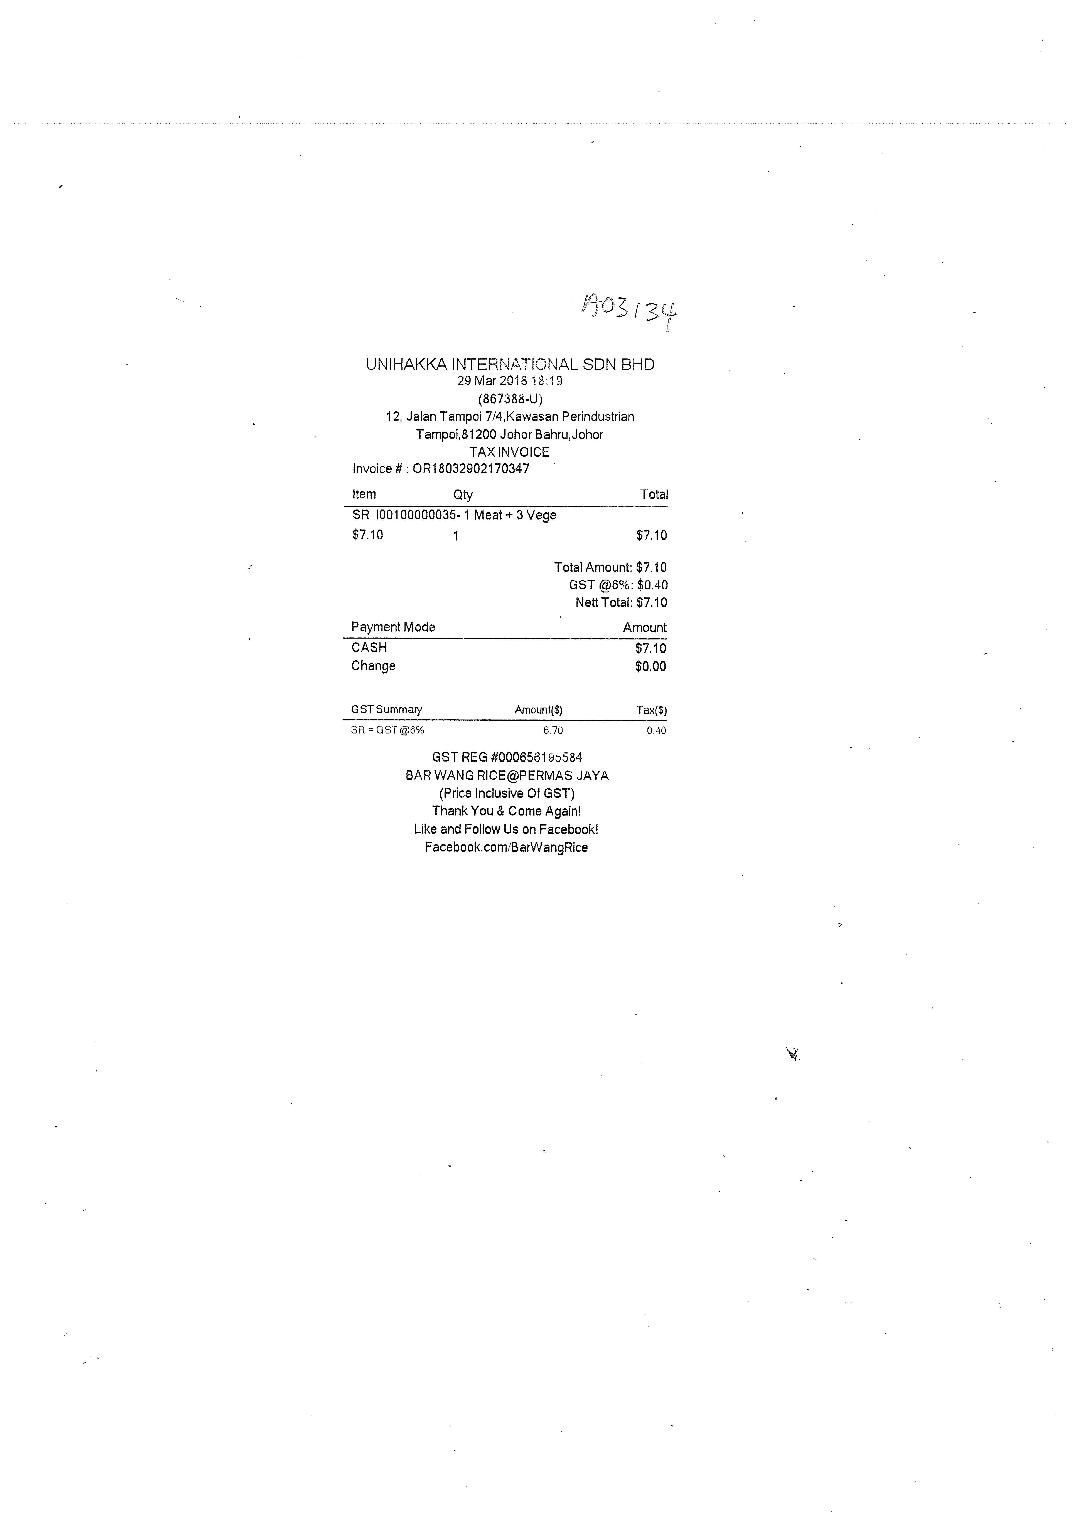 A03134
UNIHAKKA INTERNATIONAL SDN BHD
29 Mar 2018 18:19
(867388-U)
12, Jalan Tampoi 7/4,Kawasan Perindustrian
Tampoi,81200 Johor Bahru,Johor
TAX INVOICE
Invoice # : OR18032902170347
Item Qty Total
SR I00100000035- 1 Meat + 3 Vege
$7.10 1 $7.10
Total Amount: $7.10
GST @6%: $0.40
Nett Total: $7.10
Payment Mode Amount
CASH $7.10
Change $0.00
GST Summary Amount($) Tax($)
SR = GST @6% 6.70 0.40
GST REG #000656195584
BAR WANG RICE@PERMAS JAYA
(Price Inclusive Of GST)
Thank You & Come Again!
Like and Follow Us on Facebook!
Facebook.com/BarWangRice